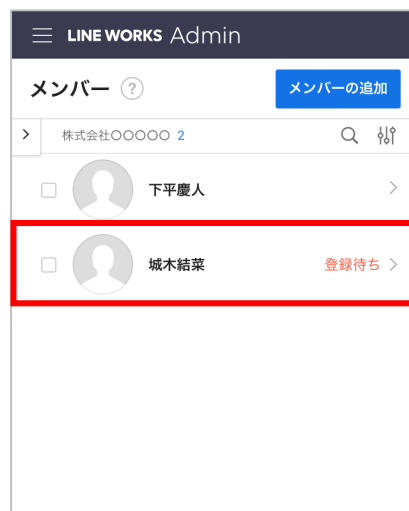 LINE WORKS Admin
メンバー ?
メンバーの追加
株式会社〇〇〇〇〇 2
下平慶人
城木結菜 登録待ち